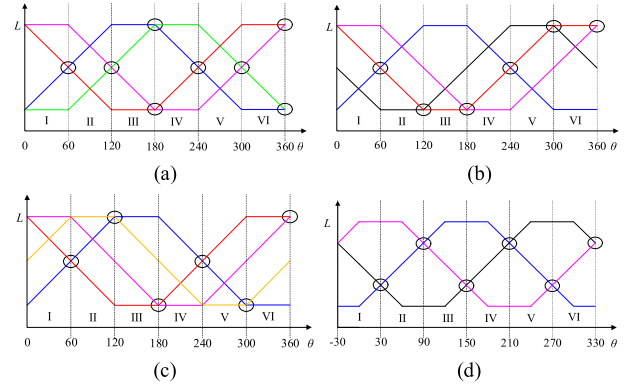 L
I II III IV V VI
0 60 120 180 240 300 360 θ
(a)
L
I II III IV V VI
0 60 120 180 240 300 360 θ
(b)
L
I II III IV V VI
0 60 120 180 240 300 360 θ
(c)
L
I II III IV V VI
-30 30 90 150 210 270 330 θ
(d)